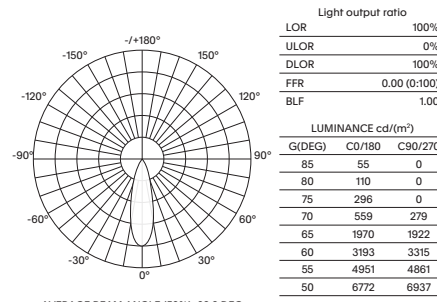 -/+180°
-150° 150°
-120° 120°
-90° 90°
-60° 60°
-30° 30°
0°
Light output ratio
LOR 100%
ULOR 0%
DLOR 100%
FFR 0.00 (0:100)
BLF 1.00
LUMINANCE cd/(m²)
G(DEG) C0/180 C90/270
85 55 0
80 110 0
75 296 0
70 559 279
65 1970 1922
60 3193 3315
55 4951 4861
50 6772 6937